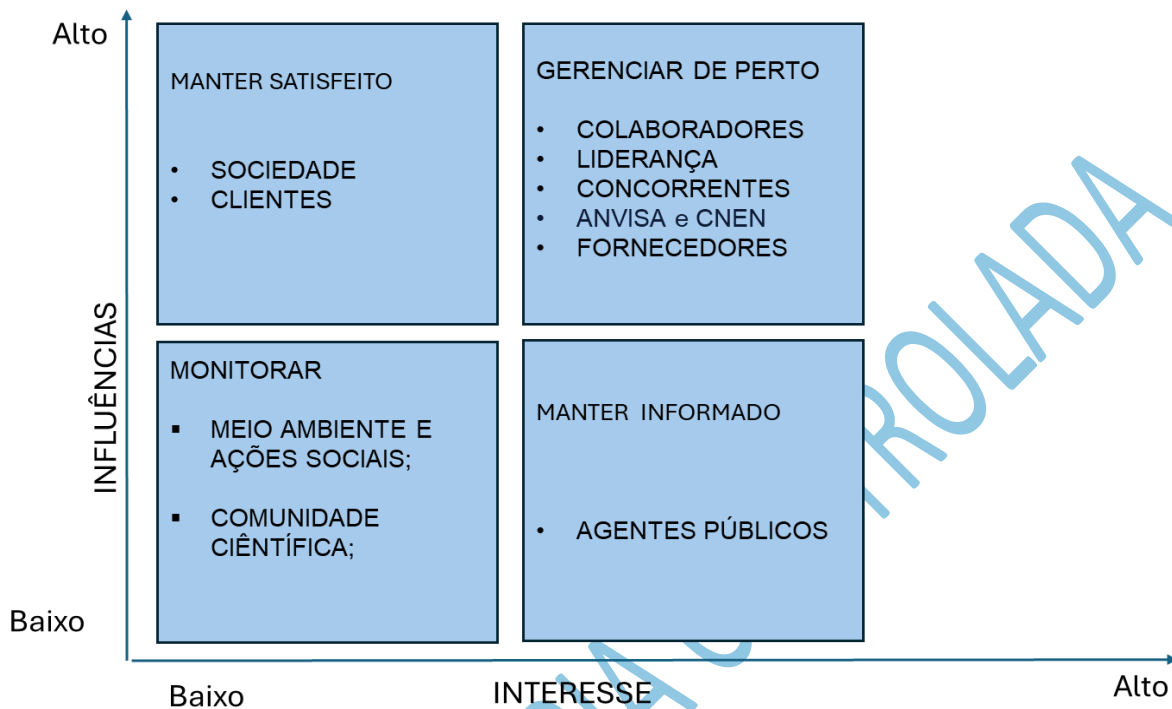 Alto
MANTER SATISFEITO
• SOCIEDADE
• CLIENTES
GERENCIAR DE PERTO
• COLABORADORES
• LIDERANÇA
• CONCORRENTES
• ANVISA e CNEN
• FORNECEDORES
INFLUÊNCIAS
MONITORAR
▪ MEIO AMBIENTE E
AÇÕES SOCIAIS;
▪ COMUNIDADE
CIÊNTÍFICA;
MANTER INFORMADO
• AGENTES PÚBLICOS
Baixo
Baixo
INTERESSE
Alto